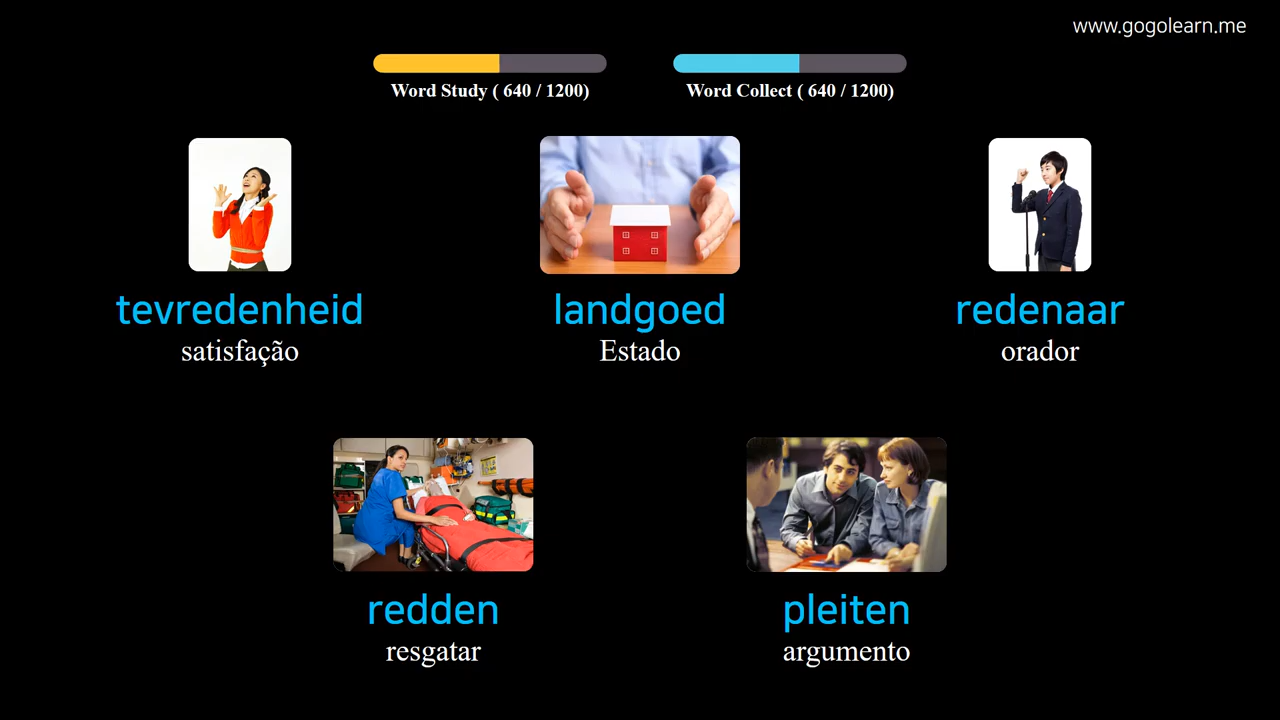 www.gogolearn.me
Word Study ( 640 / 1200)
Word Collect ( 640 / 1200)
tevredenheid
satisfação
landgoed
Estado
redenaar
orador
redden
resgatar
pleiten
argumento